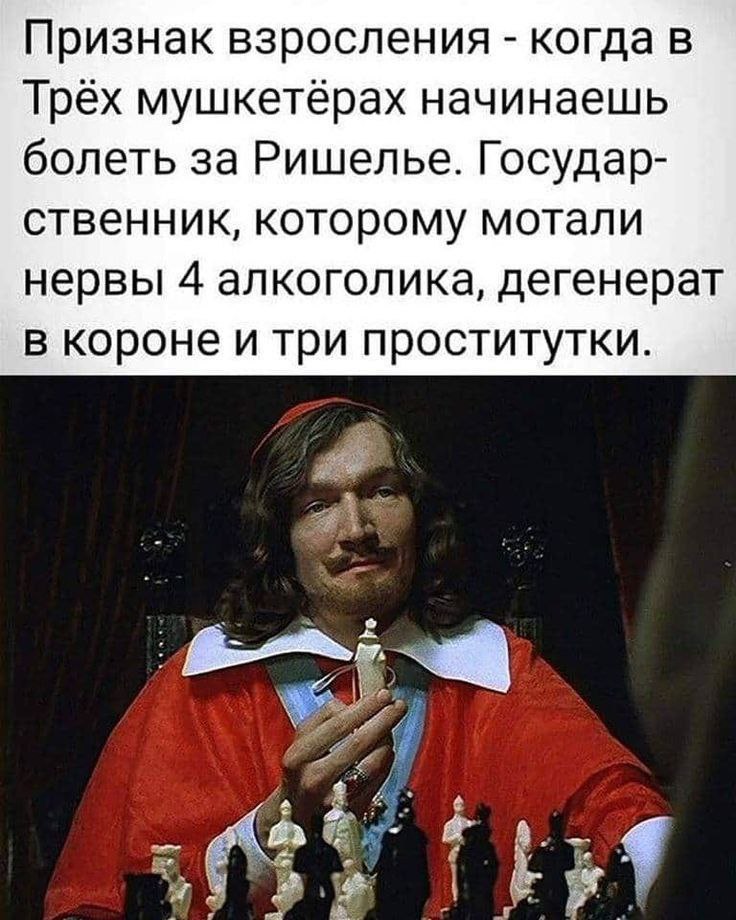 Признак взросления - когда в
Трёх мушкетёрах начинаешь
болеть за Ришелье. Государ-
ственник, которому мотали
нервы 4 алкоголика, дегенерат
в короне и три проститутки.